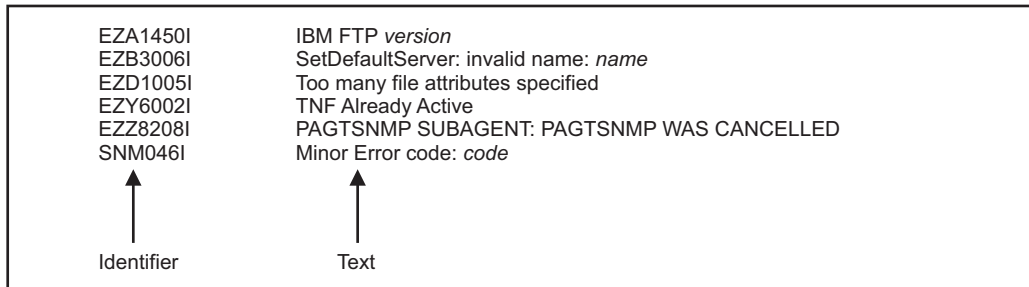 EZA1450I IBM FTP version
EZB3006I SetDefaultServer: invalid name: name
EZD1005I Too many file attributes specified
EZY6002I TNF Already Active
EZZ8208I PAGTSNMP SUBAGENT: PAGTSNMP WAS CANCELLED
SNM046I Minor Error code: code
Identifier Text